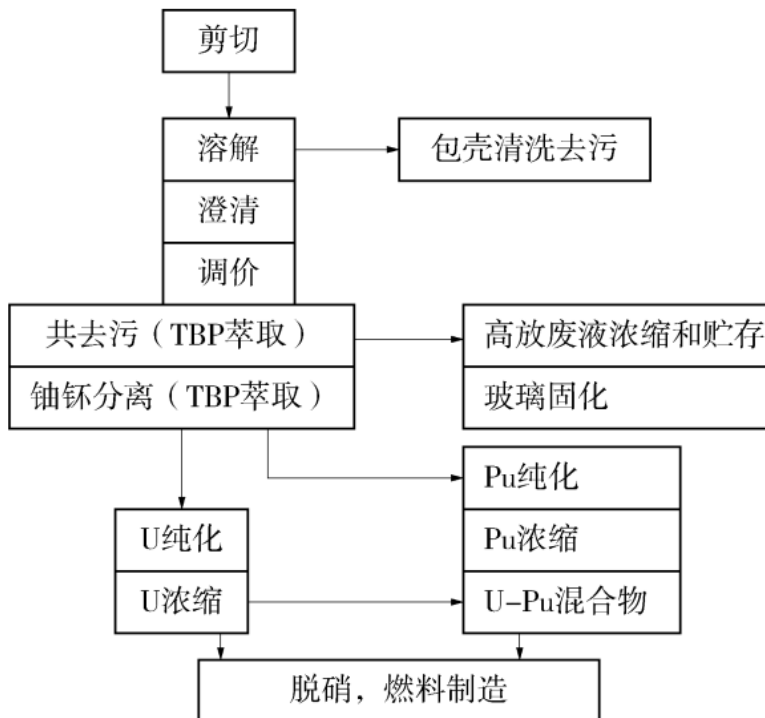 剪切
溶解
包壳清洗去污
澄清
调价
共去污（TBP萃取）
高放废液浓缩和贮存
铀钚分离（TBP萃取）
玻璃固化
Pu纯化
U纯化
Pu浓缩
U浓缩
U-Pu混合物
脱硝，燃料制造